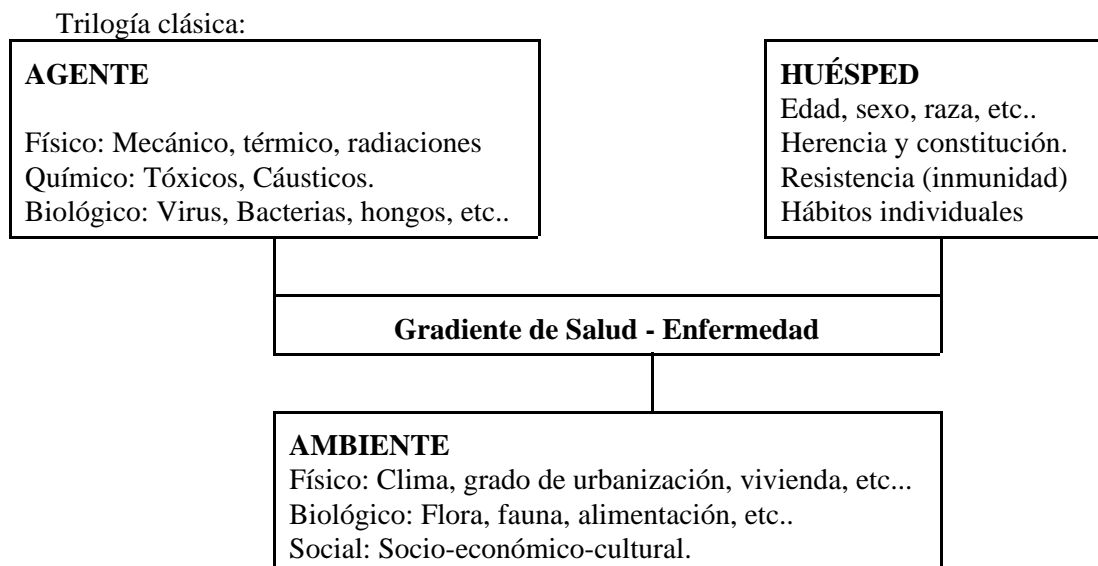 Trilogía clásica:
AGENTE
Físico: Mecánico, térmico, radiaciones
Químico: Tóxicos, Cáusticos.
Biológico: Virus, Bacterias, hongos, etc..
HUÉSPED
Edad, sexo, raza, etc..
Herencia y constitución.
Resistencia (inmunidad)
Hábitos individuales
Gradiente de Salud - Enfermedad
AMBIENTE
Físico: Clima, grado de urbanización, vivienda, etc...
Biológico: Flora, fauna, alimentación, etc..
Social: Socio-económico-cultural.